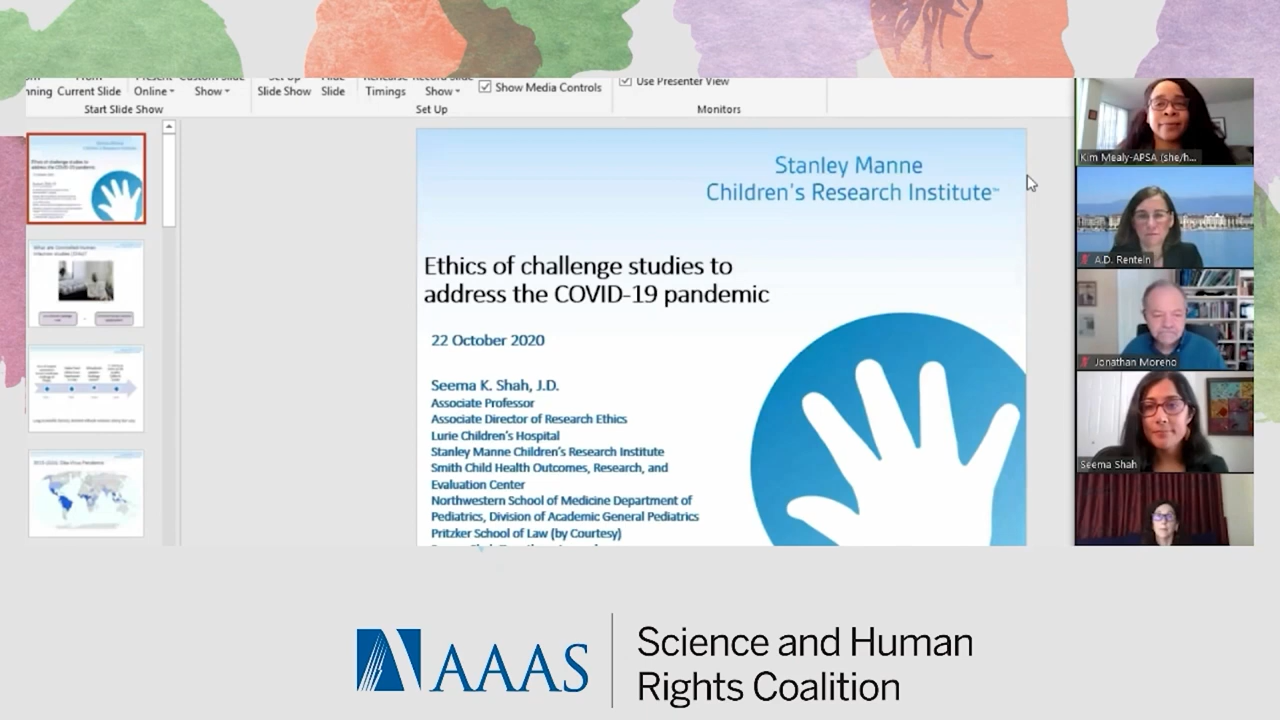 Current Slide
Online
Show
Slide Show
Slide
Timings
Show
Show Media Controls
Use Presenter View
Start Slide Show
Set Up
Monitors
Stanley Manne
Children's Research Institute
Ethics of challenge studies to
address the COVID-19 pandemic
22 October 2020
Seema K. Shah, J.D.
Associate Professor
Associate Director of Research Ethics
Lurie Children's Hospital
Stanley Manne Children's Research Institute
Smith Child Health Outcomes, Research, and
Evaluation Center
Northwestern School of Medicine Department of
Pediatrics, Division of Academic General Pediatrics
Pritzker School of Law (by Courtesy)
Kim Mealy-APSA (she/h...
A.D. Renteln
Jonathan Moreno
Seema Shah
AAAS
Science and Human
Rights Coalition